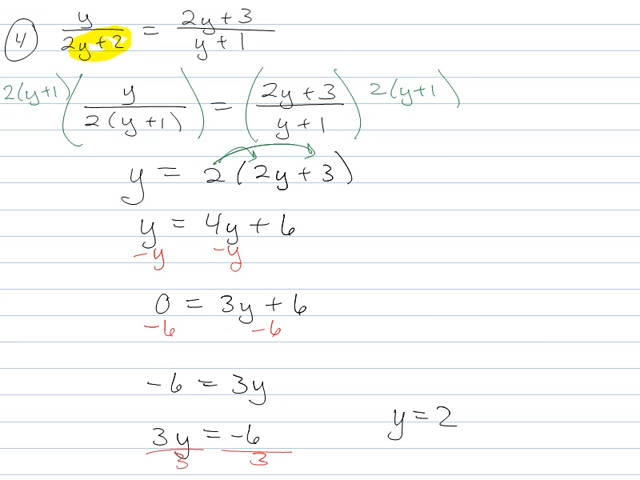 4) y/(2y + 2) = (2y + 3)/(y + 1)
2(y+1) ( y/(2(y+1)) ) = ( (2y + 3)/(y + 1) ) 2(y+1)
y = 2(2y + 3)
y = 4y + 6
-y -y
0 = 3y + 6
-6 -6
-6 = 3y
3y = -6 y = 2
3 3